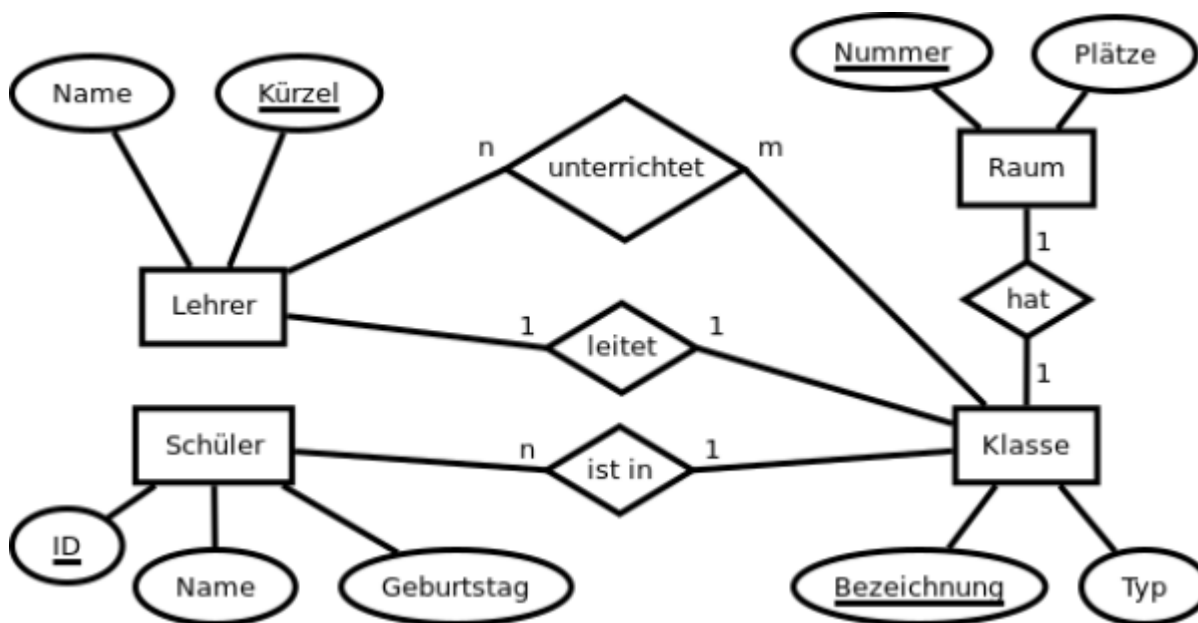 Nummer
Plätze
Name
Kürzel
n
unterrichtet
m
Raum
1
hat
1
Lehrer
1
leitet
1
Schüler
n
ist in
1
Klasse
ID
Name
Geburtstag
Bezeichnung
Typ